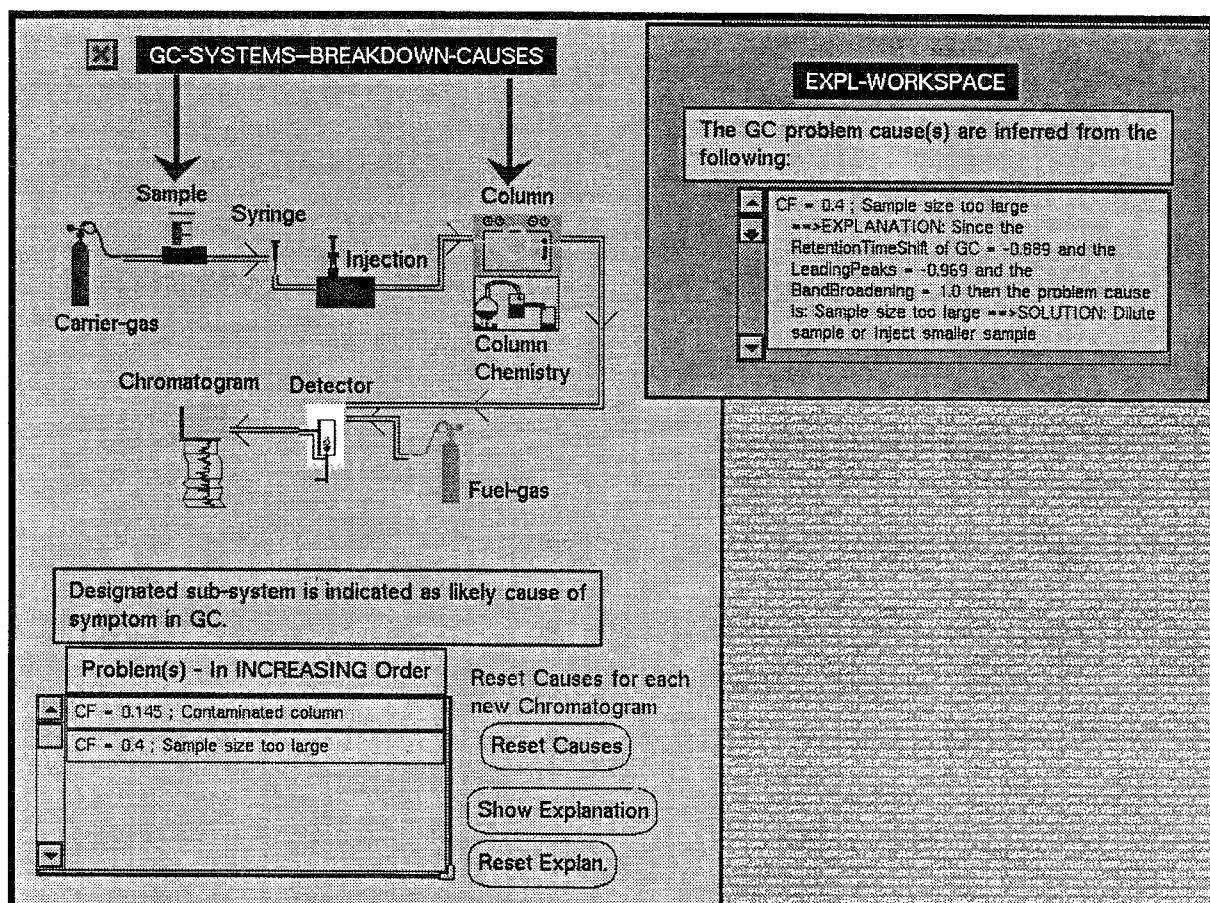 GC-SYSTEMS-BREAKDOWN-CAUSES
Sample
Syringe
Column
Injection
Carrier-gas
Column
Chemistry
Chromatogram
Detector
Fuel-gas
Designated sub-system is indicated as likely cause of
symptom in GC.
Problem(s) - In INCREASING Order
CF = 0.145 ; Contaminated column
CF = 0.4 ; Sample size too large
Reset Causes for each
new Chromatogram
Reset Causes
Show Explanation
Reset Explan.
EXPL-WORKSPACE
The GC problem cause(s) are inferred from the
following:
CF = 0.4 ; Sample size too large
==>EXPLANATION: Since the
RetentionTimeShift of GC = -0.889 and the
LeadingPeaks = -0.969 and the
BandBroadening = 1.0 then the problem cause
is: Sample size too large ==>SOLUTION: Dilute
sample or inject smaller sample